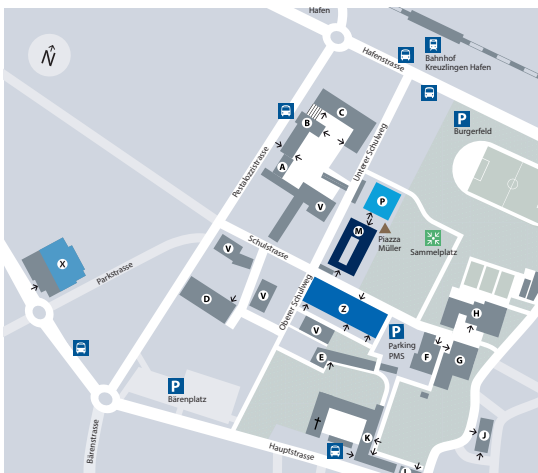 Hafen
N
Hafenstrasse
Bahnhof
Kreuzlingen Hafen
P
Burgerfeld
C
B
A
Pestalozzistrasse
Unterer Schulweg
V
P
M
Piazza
Müller
Sammelplatz
Schulstrasse
V
X
Parkstrasse
D
V
Oberer Schulweg
Z
H
V
P
Parking
PMS
F
G
E
P
Bärenplatz
Bärenstrasse
Hauptstrasse
K
J